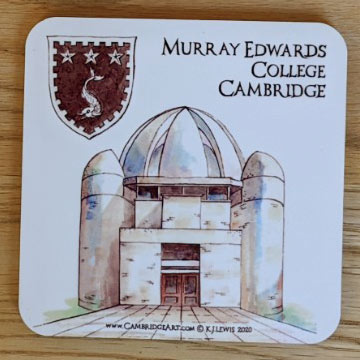 Murray Edwards
College
Cambridge
www.CambridgeArt.com © K.J.Lewis 2020